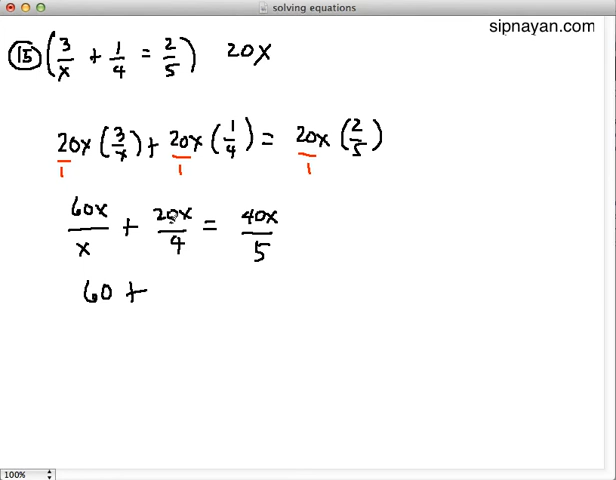 solving equations
sipnayan.com
15 (3/x + 1/4 = 2/5) 20x
20x/1 (3/x) + 20x/1 (1/4) = 20x/1 (2/5)
60x/x + 20x/4 = 40x/5
60 +
100%